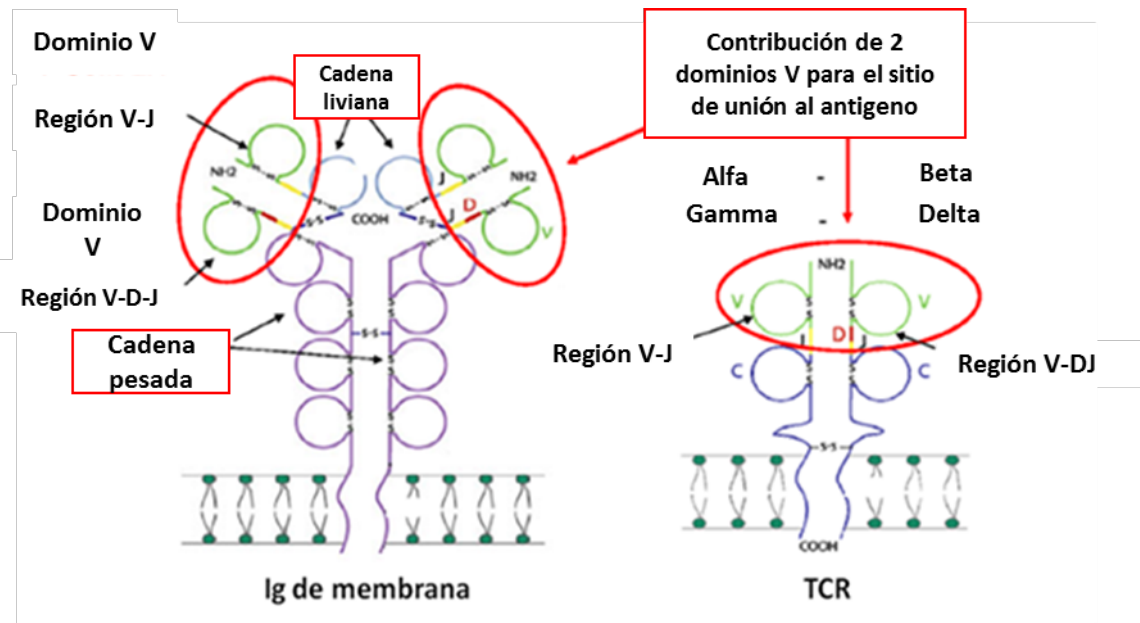 Dominio V
Cadena
liviana
Contribución de 2
dominios V para el sitio
de unión al antigeno
Región V-J
NH2
J
NH2
Alfa - Beta
Gamma - Delta
Dominio
V
S-S
COOH
S-S
J
D
V
NH2
Región V-D-J
S
S
S
S
V
S
S
S
S
V
Cadena
pesada
S-S
J
D
J
Región V-J
Región V-DJ
S
S
S
S
C
S
S
S
S
C
S
S
S
S
S-S
COOH
Ig de membrana
TCR